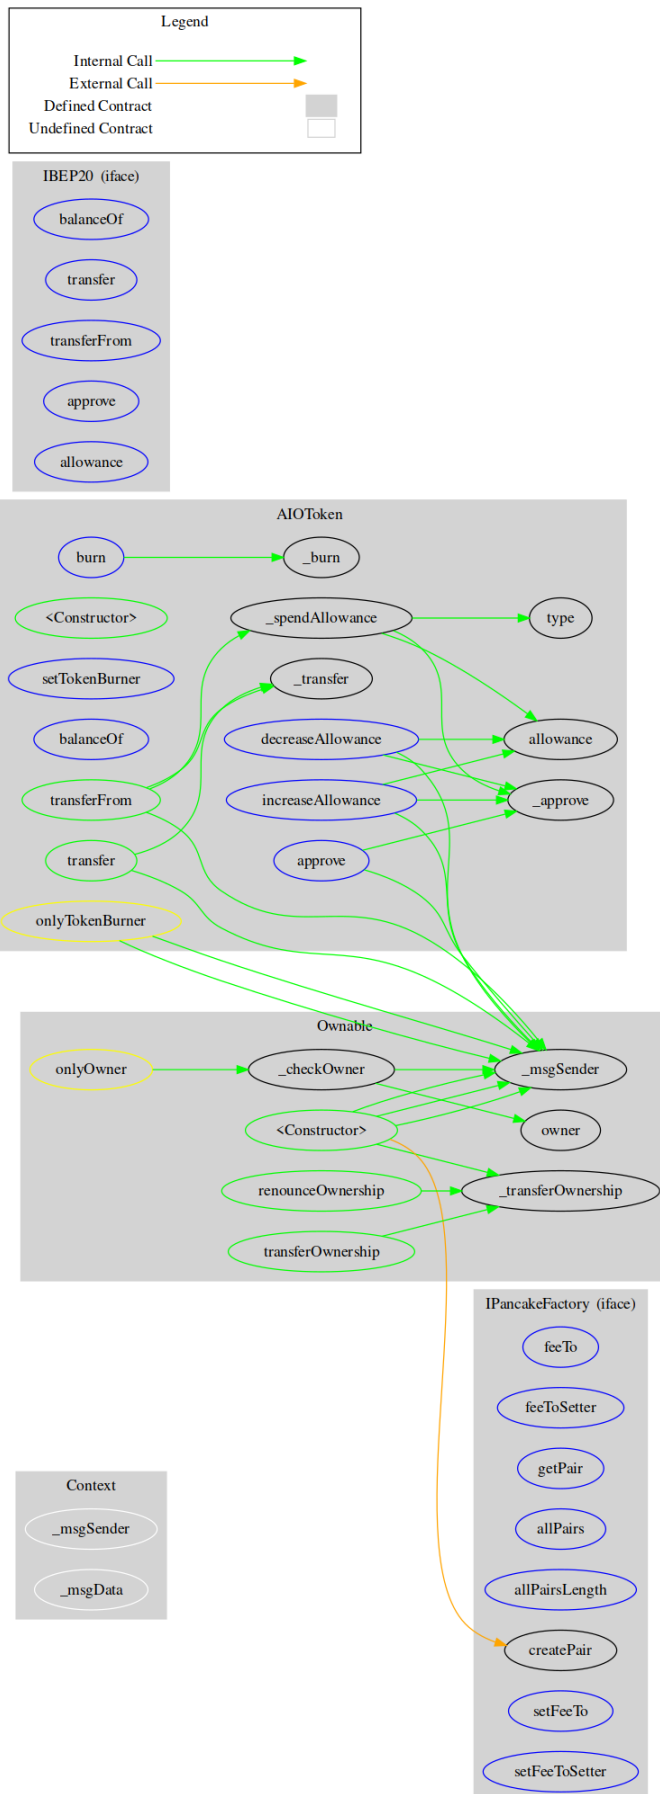 Legend
Internal Call
External Call
Defined Contract
Undefined Contract
IBEP20 (iface)
balanceOf
transfer
transferFrom
approve
allowance
AIOToken
burn
_burn
<Constructor>
_spendAllowance
type
setTokenBurner
_transfer
balanceOf
decreaseAllowance
allowance
transferFrom
increaseAllowance
_approve
transfer
approve
onlyTokenBurner
Ownable
onlyOwner
_checkOwner
_msgSender
<Constructor>
owner
renounceOwnership
_transferOwnership
transferOwnership
IPancakeFactory (iface)
feeTo
feeToSetter
getPair
Context
_msgSender
allPairs
_msgData
allPairsLength
createPair
setFeeTo
setFeeToSetter